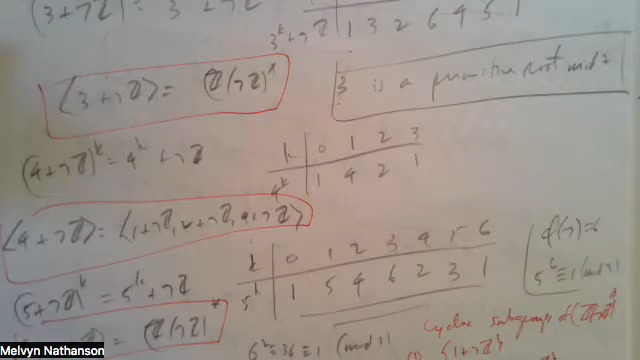 (3+7ℤ) = 3 +7ℤ
3^k+7ℤ | 1 3 2 6 4 5 1
⟨3+7ℤ⟩ = (ℤ/7ℤ)^×
3 is a primitive root mod 7
(4+7ℤ)^k = 4^k +7ℤ
k | 0 1 2 3
4^k | 1 4 2 1
⟨4+7ℤ⟩ = {1+7ℤ, 2+7ℤ, 4+7ℤ}
k | 0 1 2 3 4 5 6
5^k | 1 5 4 6 2 3 1
φ(7)=6
5^6 ≡ 1 (mod 7)
(5+7ℤ)^k = 5^k +7ℤ
= (ℤ/7ℤ)^×
6^2 = 36 ≡ 1 (mod 7)
Cyclic subgroups of (ℤ/7ℤ)^×
{1+7ℤ}
Melvyn Nathanson